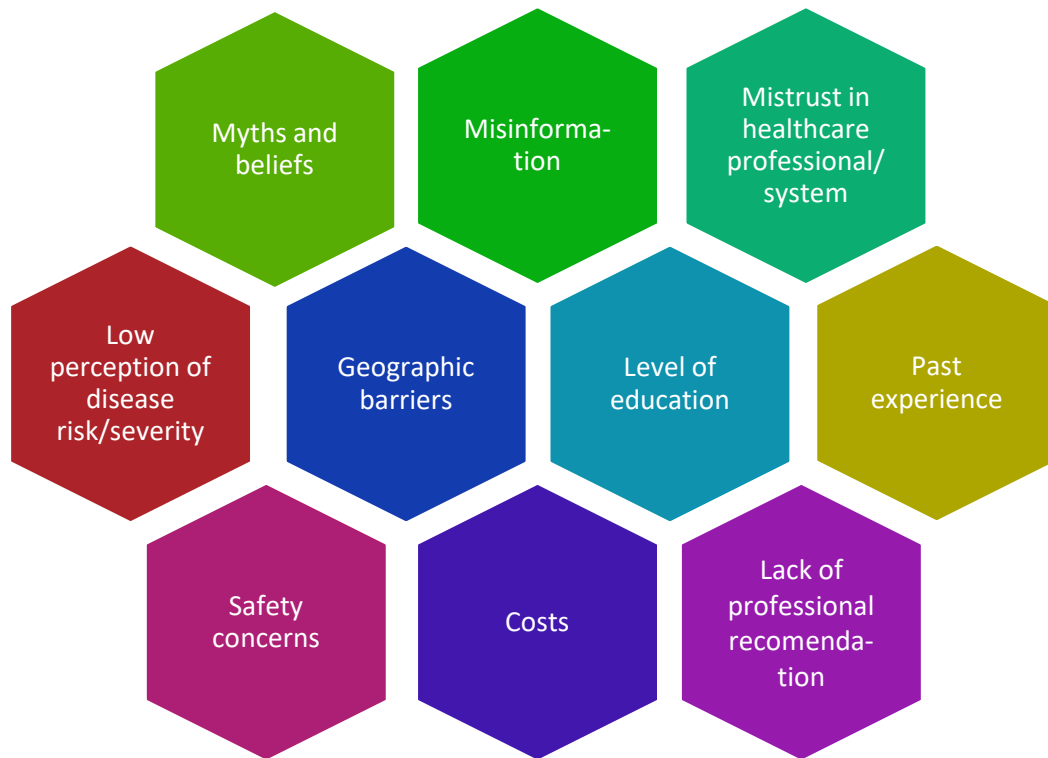 Myths and
beliefs
Misinforma-
tion
Mistrust in
healthcare
professional/
system
Low
perception of
disease
risk/severity
Geographic
barriers
Level of
education
Past
experience
Safety
concerns
Costs
Lack of
professional
recomenda-
tion